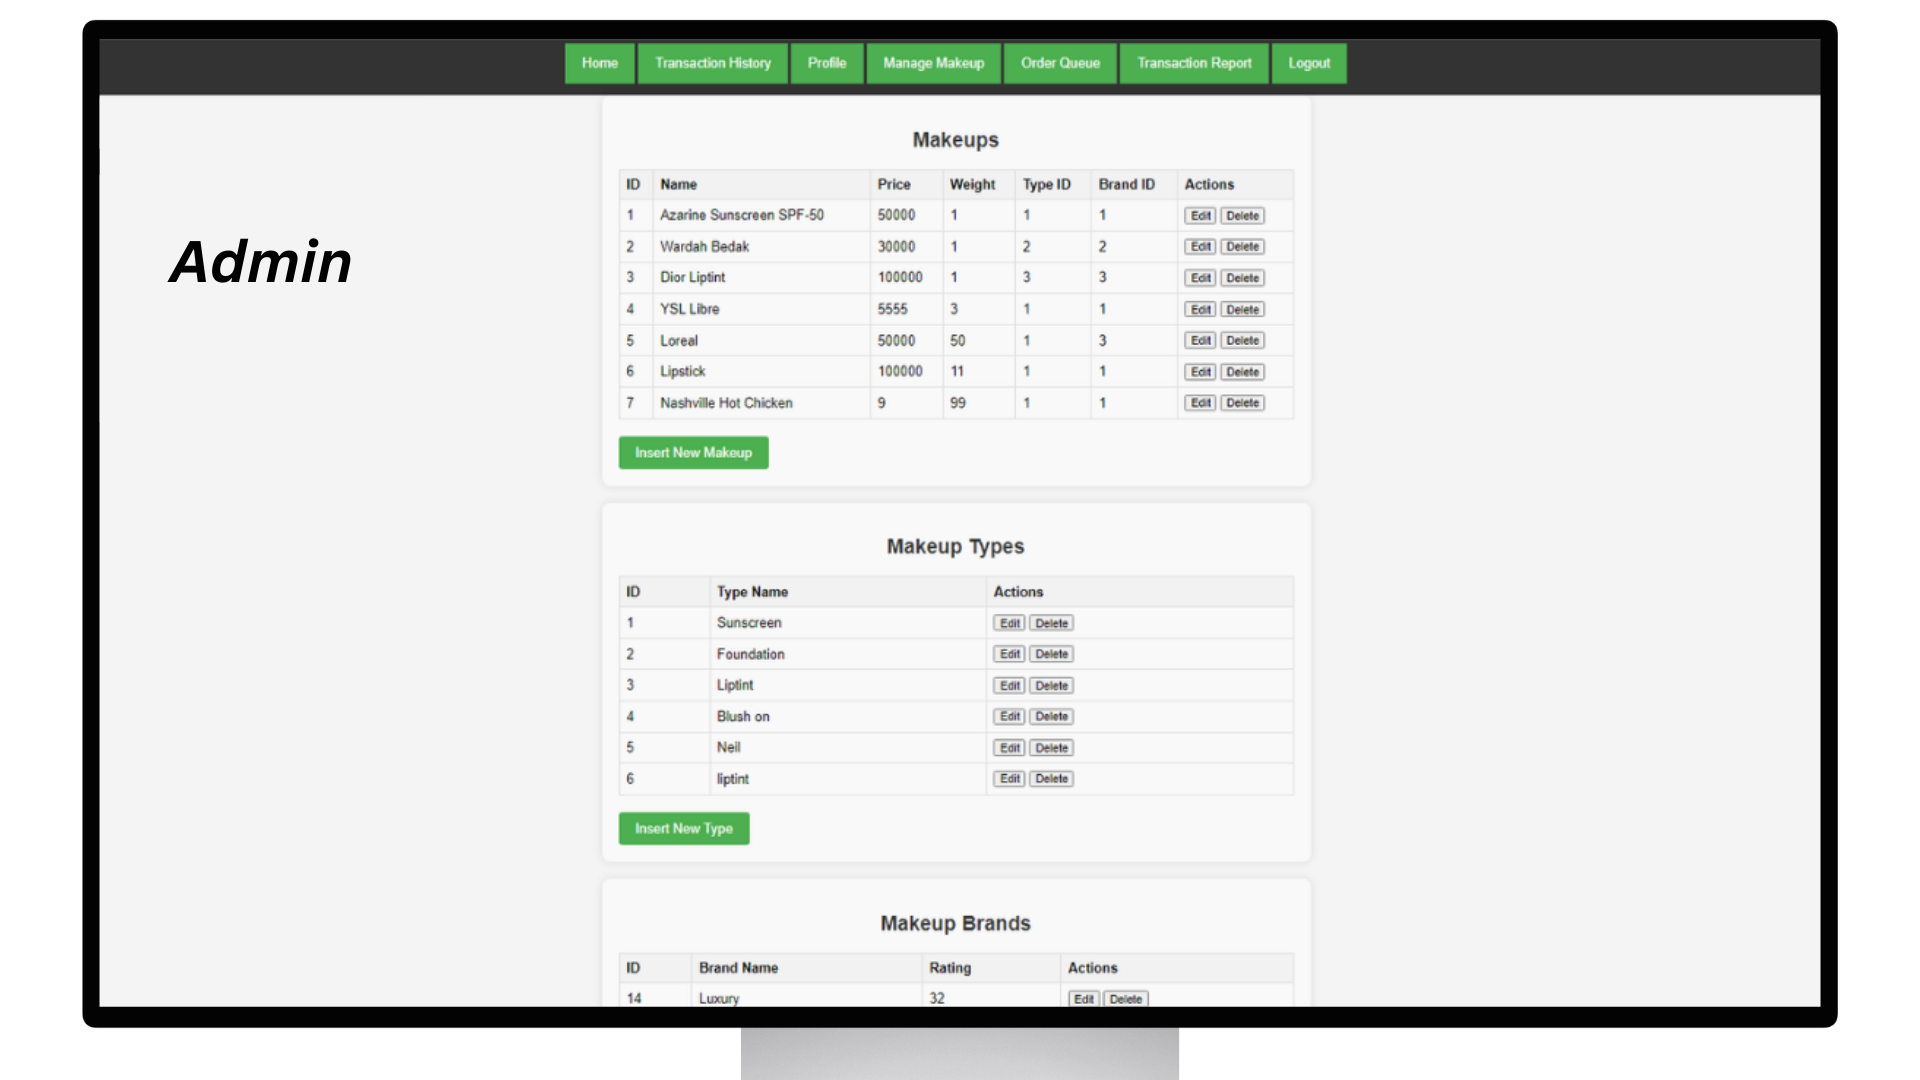 Home Transaction History Profile Manage Makeup Order Queue Transaction Report Logout
Admin
Makeups
ID Name Price Weight Type ID Brand ID Actions
1 Azarine Sunscreen SPF-50 50000 1 1 1 Edit Delete
2 Wardah Bedak 30000 1 2 2 Edit Delete
3 Dior Liptint 100000 1 3 3 Edit Delete
4 YSL Libre 5555 3 1 1 Edit Delete
5 Loreal 50000 50 1 3 Edit Delete
6 Lipstick 100000 11 1 1 Edit Delete
7 Nashville Hot Chicken 9 99 1 1 Edit Delete
Insert New Makeup
Makeup Types
ID Type Name Actions
1 Sunscreen Edit Delete
2 Foundation Edit Delete
3 Liptint Edit Delete
4 Blush on Edit Delete
5 Neil Edit Delete
6 liptint Edit Delete
Insert New Type
Makeup Brands
ID Brand Name Rating Actions
14 Luxury 32 Edit Delete